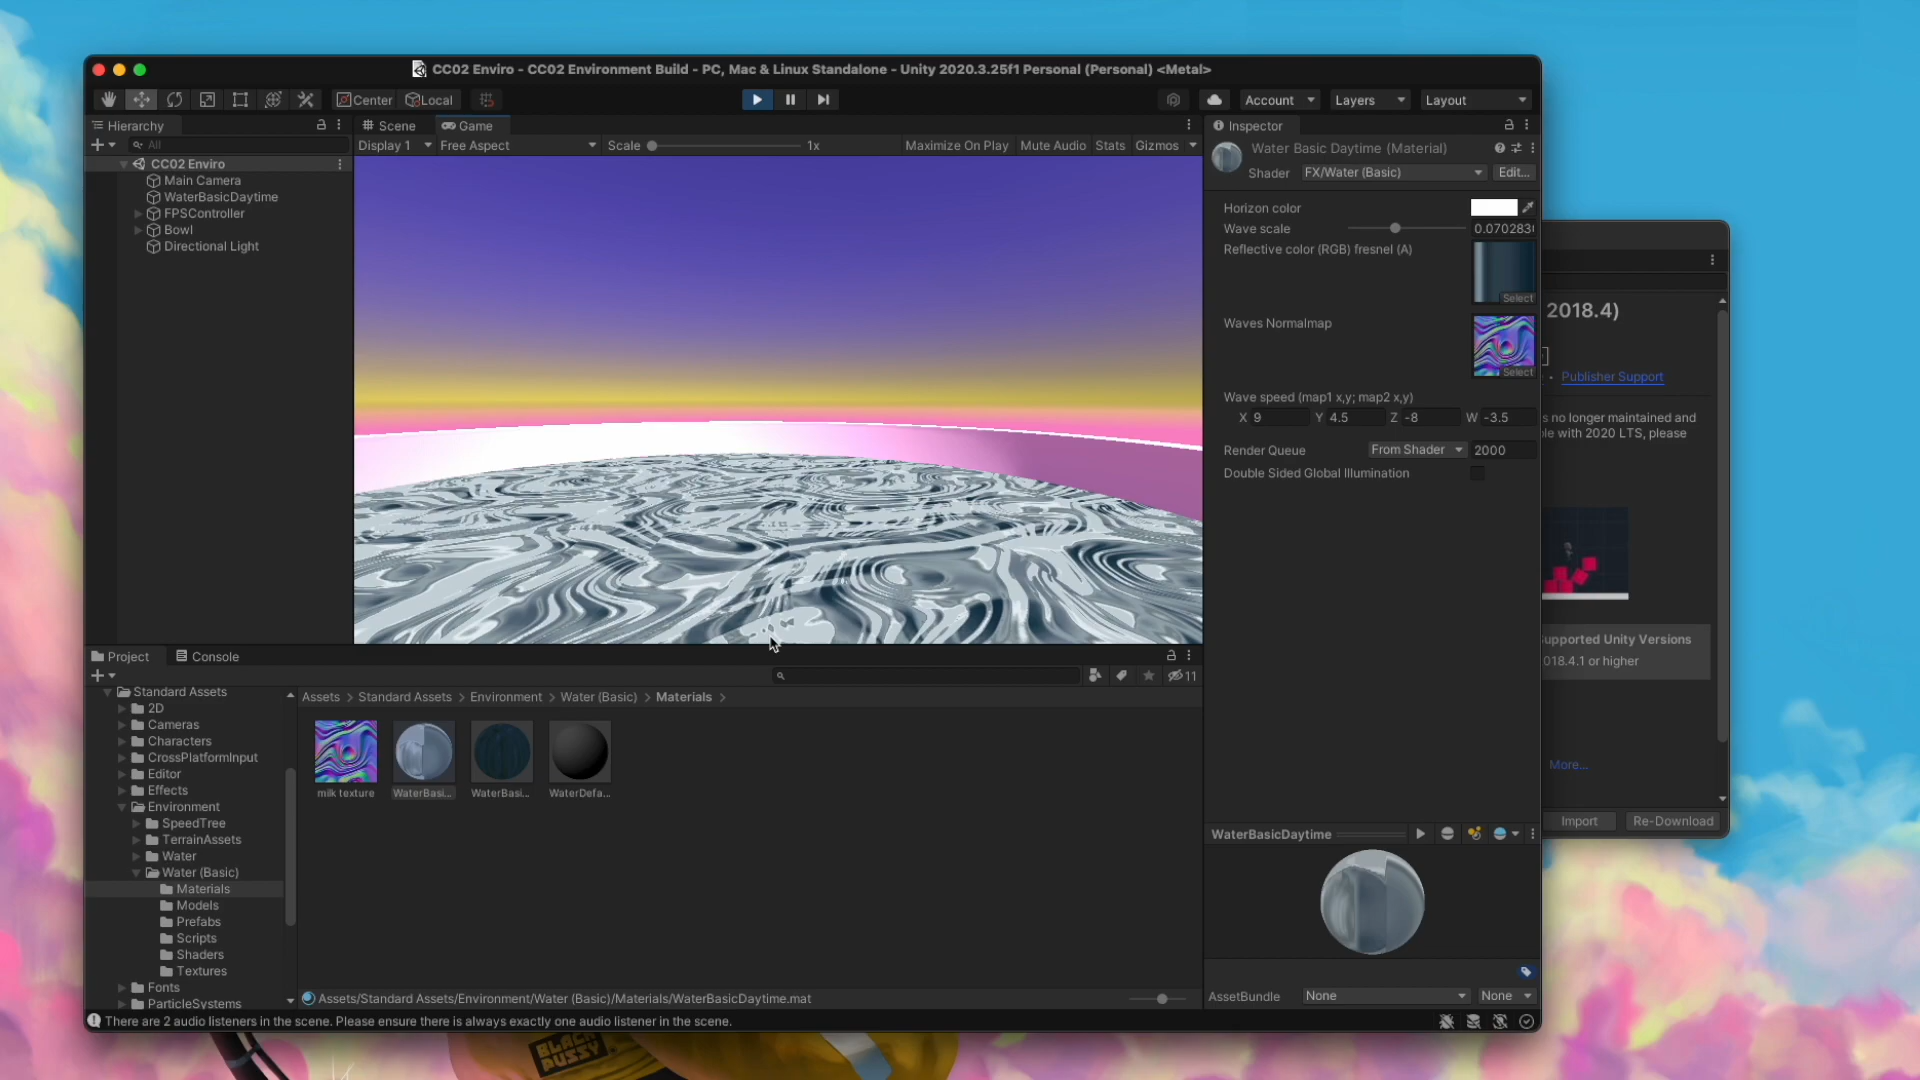 CC02 Enviro - CC02 Environment Build - PC, Mac & Linux Standalone - Unity 2020.3.25f1 Personal (Personal) <Metal>
Center Local Account Layers Layout
Hierarchy
All
CC02 Enviro
Main Camera
WaterBasicDaytime
FPSController
Bowl
Directional Light
Scene Game
Display 1 Free Aspect Scale 1x Maximize On Play Mute Audio Stats Gizmos
Inspector
Water Basic Daytime (Material)
Shader FX/Water (Basic) Edit...
Horizon color
Wave scale 0.070283
Reflective color (RGB) fresnel (A)
Select
Waves Normalmap
Select
Wave speed (map1 x,y; map2 x,y)
X 9 Y 4.5 Z -8 W -3.5
Render Queue From Shader 2000
Double Sided Global Illumination
2018.4)
Publisher Support
s no longer maintained and
le with 2020 LTS, please
upported Unity Versions
018.4.1 or higher
More...
Import Re-Download
Project Console
11
Standard Assets
2D
Cameras
Characters
CrossPlatformInput
Editor
Effects
Environment
SpeedTree
TerrainAssets
Water
Water (Basic)
Materials
Models
Prefabs
Scripts
Shaders
Textures
Fonts
ParticleSystems
Assets > Standard Assets > Environment > Water (Basic) > Materials >
milk texture WaterBasi... WaterBasi... WaterDefa...
Assets/Standard Assets/Environment/Water (Basic)/Materials/WaterBasicDaytime.mat
WaterBasicDaytime
AssetBundle None None
There are 2 audio listeners in the scene. Please ensure there is always exactly one audio listener in the scene.
BLACK
PUSSY